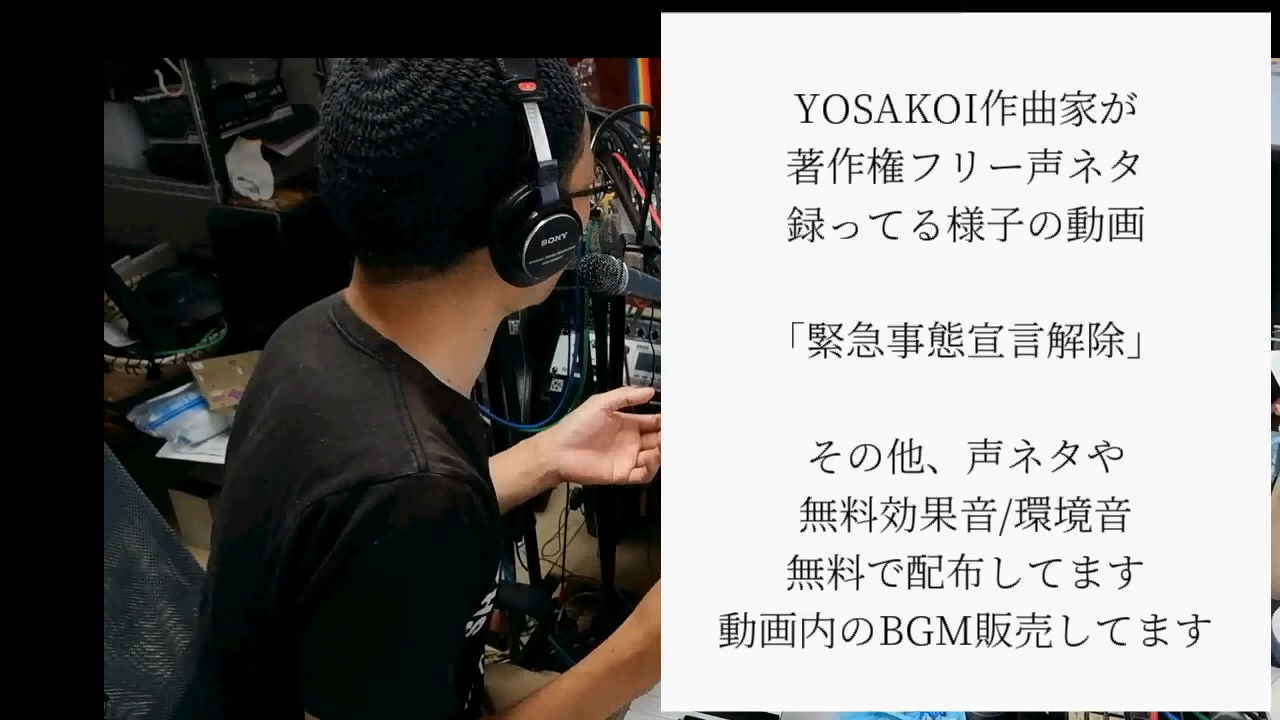 YOSAKOI作曲家が
著作権フリー声ネタ
録ってる様子の動画
「緊急事態宣言解除」
その他、声ネタや
無料効果音/環境音
無料で配布してます
動画内のBGM販売してます
SONY